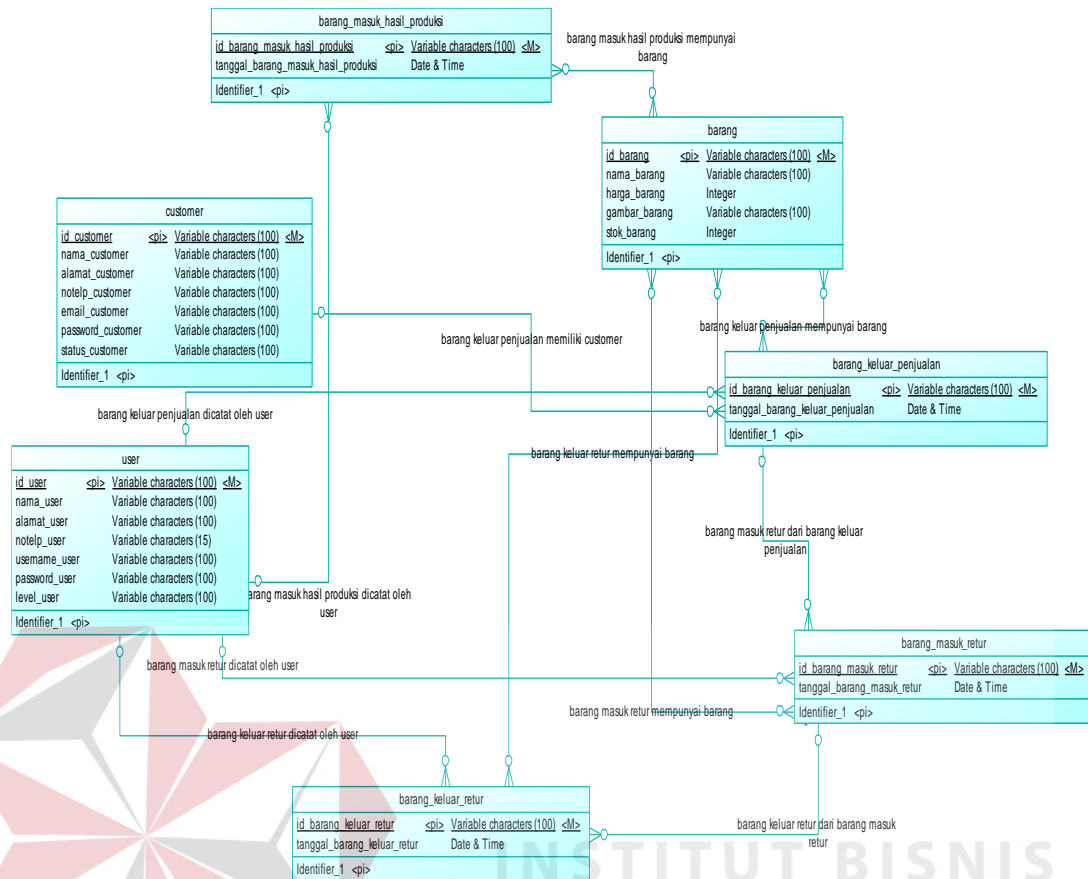 barang_masuk_hasil_produksi
id_barang_masuk_hasil_produksi <pi> Variable characters (100) <M>
tanggal_barang_masuk_hasil_produksi Date & Time
Identifier_1 <pi>
barang masuk hasil produksi mempunyai
barang
barang
id_barang <pi> Variable characters (100) <M>
nama_barang Variable characters (100)
harga_barang Integer
gambar_barang Variable characters (100)
stok_barang Integer
Identifier_1 <pi>
customer
id_customer <pi> Variable characters (100) <M>
nama_customer Variable characters (100)
alamat_customer Variable characters (100)
notelp_customer Variable characters (100)
email_customer Variable characters (100)
password_customer Variable characters (100)
status_customer Variable characters (100)
Identifier_1 <pi>
barang keluar penjualan mempunyai barang
barang keluar penjualan memiliki customer
barang_keluar_penjualan
id_barang_keluar_penjualan <pi> Variable characters (100) <M>
tanggal_barang_keluar_penjualan Date & Time
Identifier_1 <pi>
barang keluar penjualan dicatat oleh user
barang keluar retur mempunyai barang
user
id_user <pi> Variable characters (100) <M>
nama_user Variable characters (100)
alamat_user Variable characters (100)
notelp_user Variable characters (15)
username_user Variable characters (100)
password_user Variable characters (100)
level_user Variable characters (100)
Identifier_1 <pi>
barang masuk retur dari barang keluar
penjualan
arang masuk hasil produksi dicatat oleh
user
barang_masuk_retur
id_barang_masuk_retur <pi> Variable characters (100) <M>
tanggal_barang_masuk_retur Date & Time
Identifier_1 <pi>
barang masuk retur dicatat oleh user
barang masuk retur mempunyai barang
barang keluar retur dicatat oleh user
barang_keluar_retur
id_barang_keluar_retur <pi> Variable characters (100) <M>
tanggal_barang_keluar_retur Date & Time
Identifier_1 <pi>
barang keluar retur dari barang masuk
retur
INSTITUT BISNIS